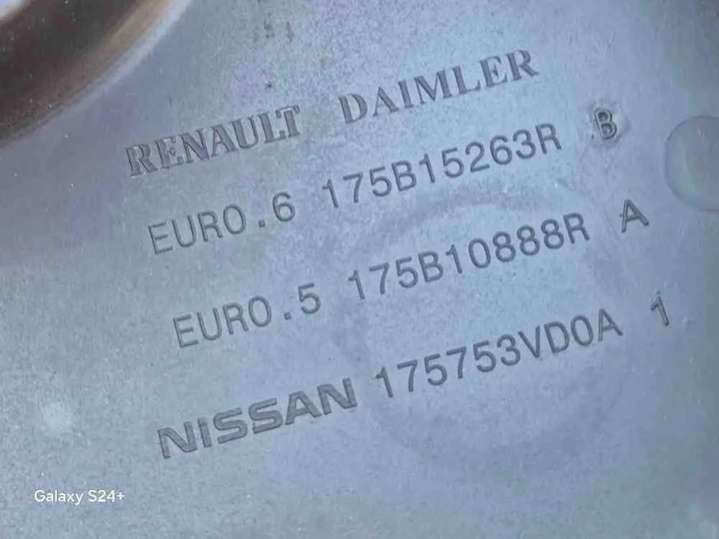 RENAULT DAIMLER
EURO.6 175B15263R B
EURO.5 175B10888R A
NISSAN 175753VD0A 1
Galaxy S24+